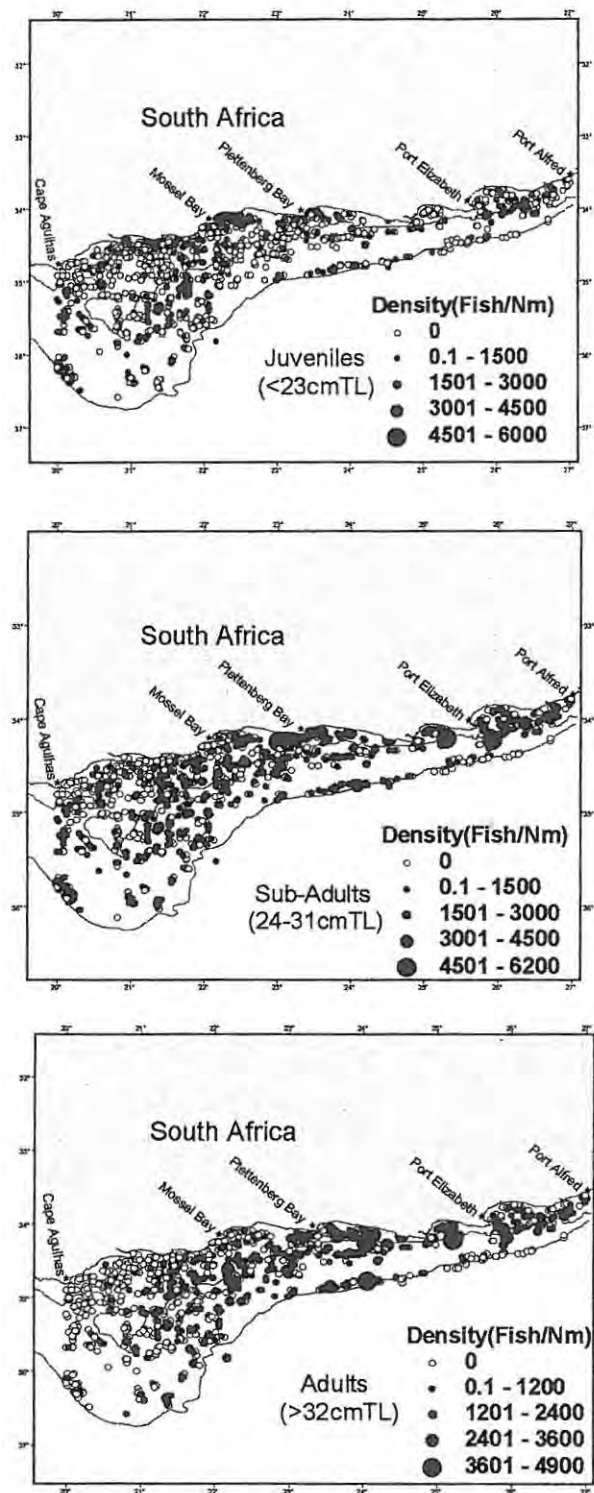 South Africa
Cape Agulhas
Mossel Bay
Plettenberg Bay
Port Elizabeth
Port Alfred
Juveniles
(<23cmTL)
Density(Fish/Nm)
0
0.1 - 1500
1501 - 3000
3001 - 4500
4501 - 6000
South Africa
Cape Agulhas
Mossel Bay
Plettenberg Bay
Port Elizabeth
Port Alfred
Sub-Adults
(24-31cmTL)
Density(Fish/Nm)
0
0.1 - 1500
1501 - 3000
3001 - 4500
4501 - 6200
South Africa
Cape Agulhas
Mossel Bay
Plettenberg Bay
Port Elizabeth
Port Alfred
Adults
(>32cmTL)
Density(Fish/Nm)
0
0.1 - 1200
1201 - 2400
2401 - 3600
3601 - 4900